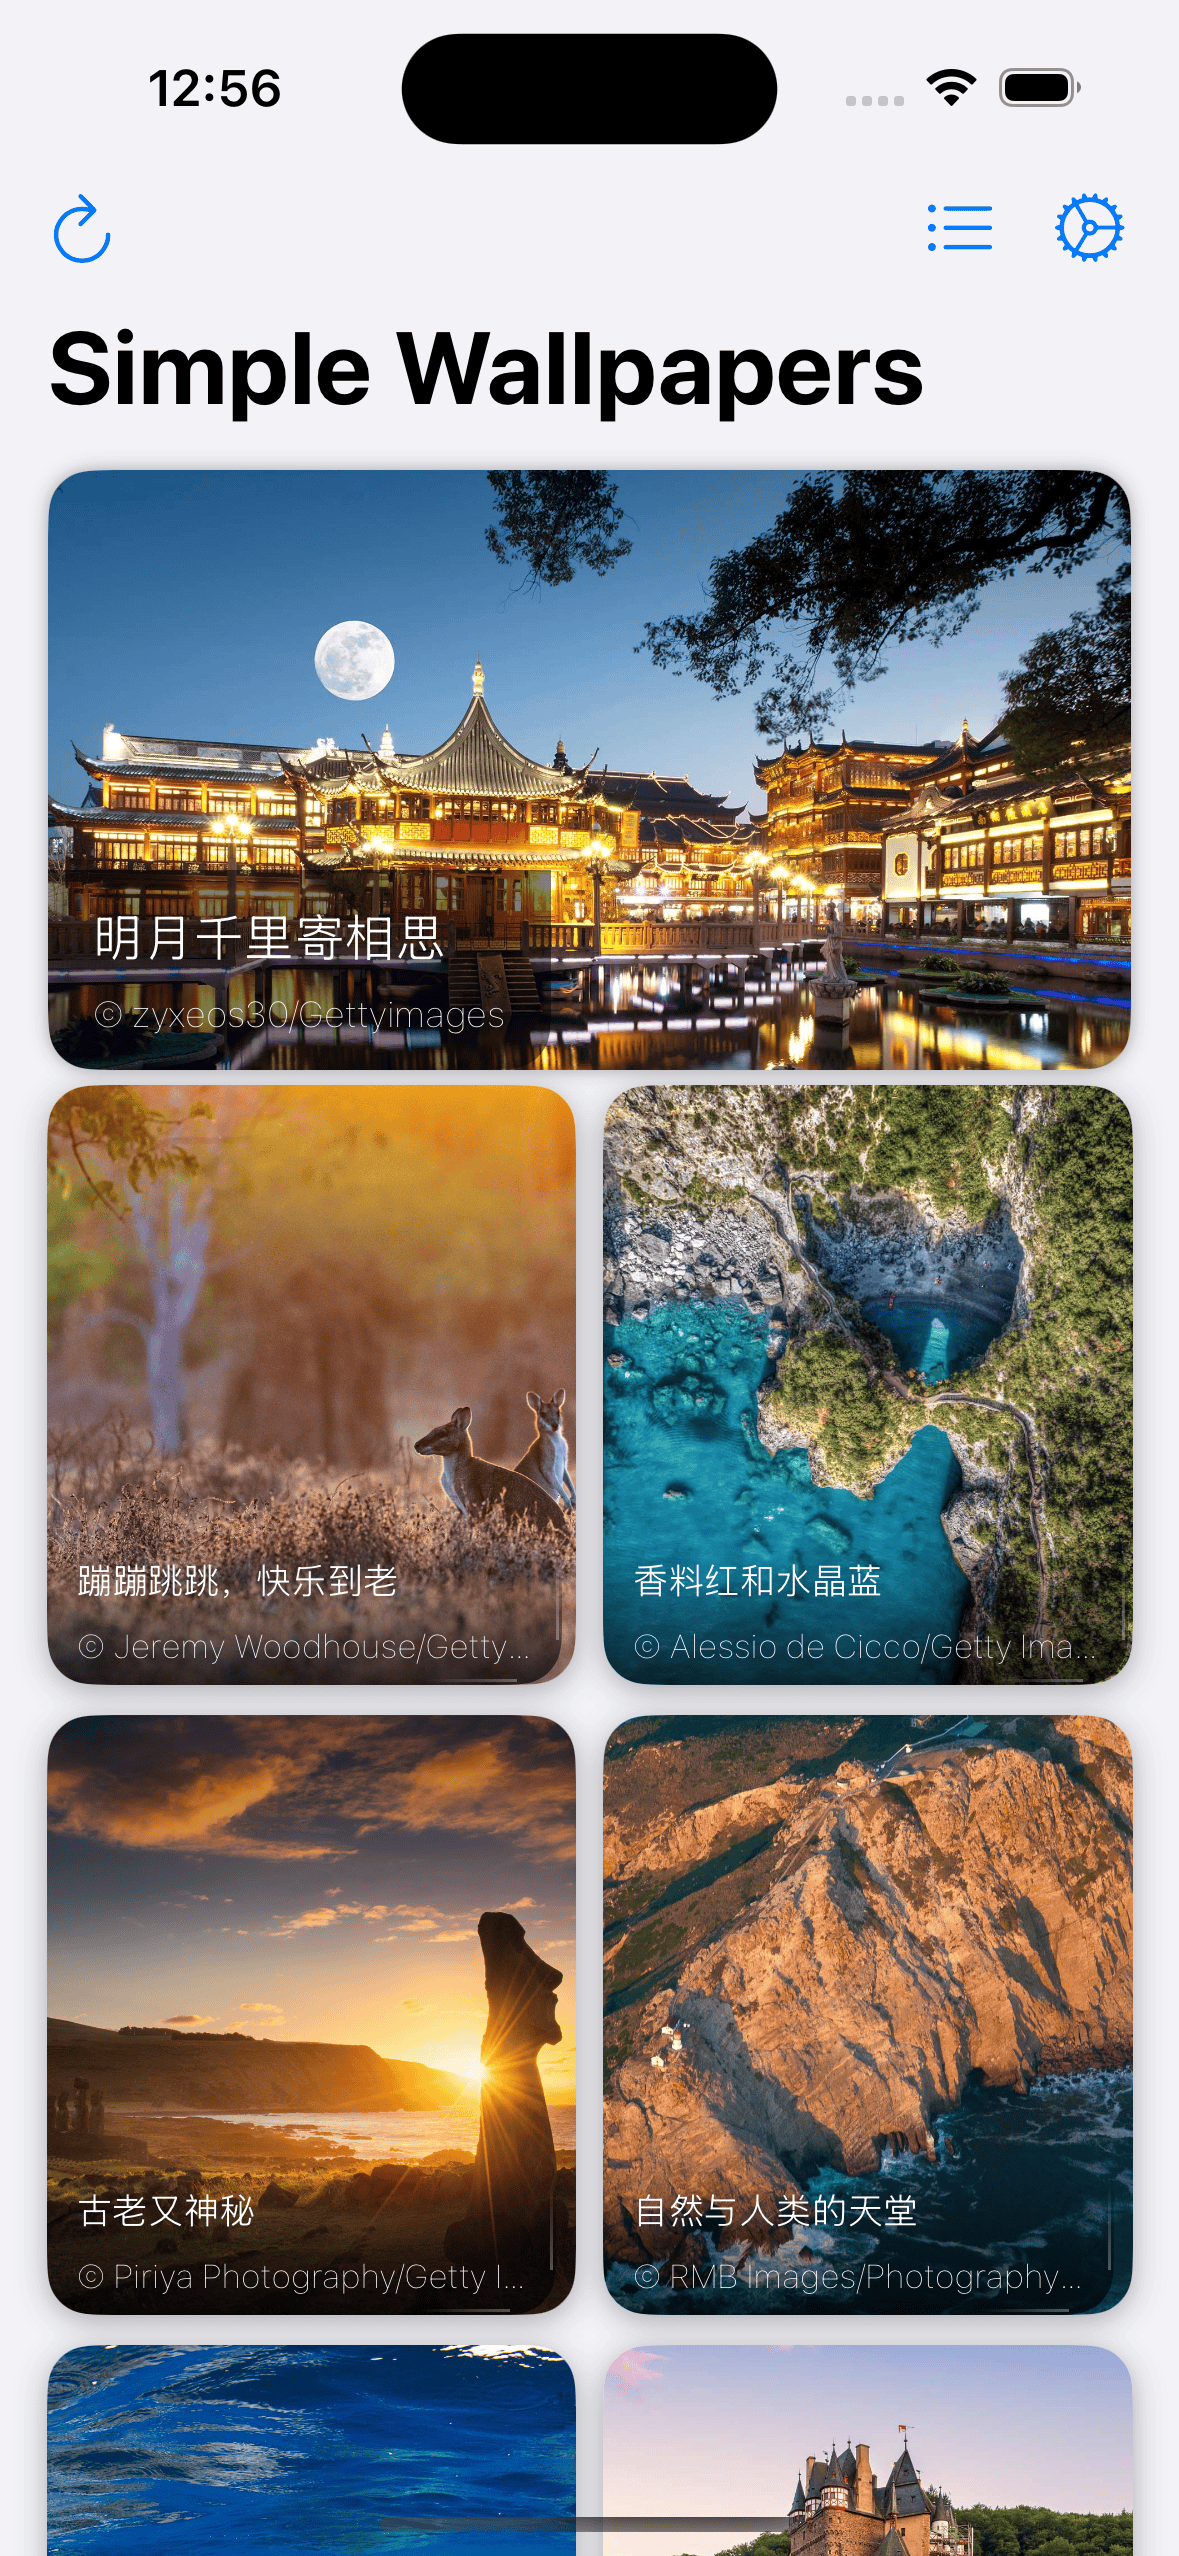 12:56
Simple Wallpapers
明月千里寄相思
© zyxeos30/Gettyimages
蹦蹦跳跳，快乐到老
© Jeremy Woodhouse/Getty...
香料红和水晶蓝
© Alessio de Cicco/Getty Ima...
古老又神秘
© Piriya Photography/Getty I...
自然与人类的天堂
© RMB Images/Photography...